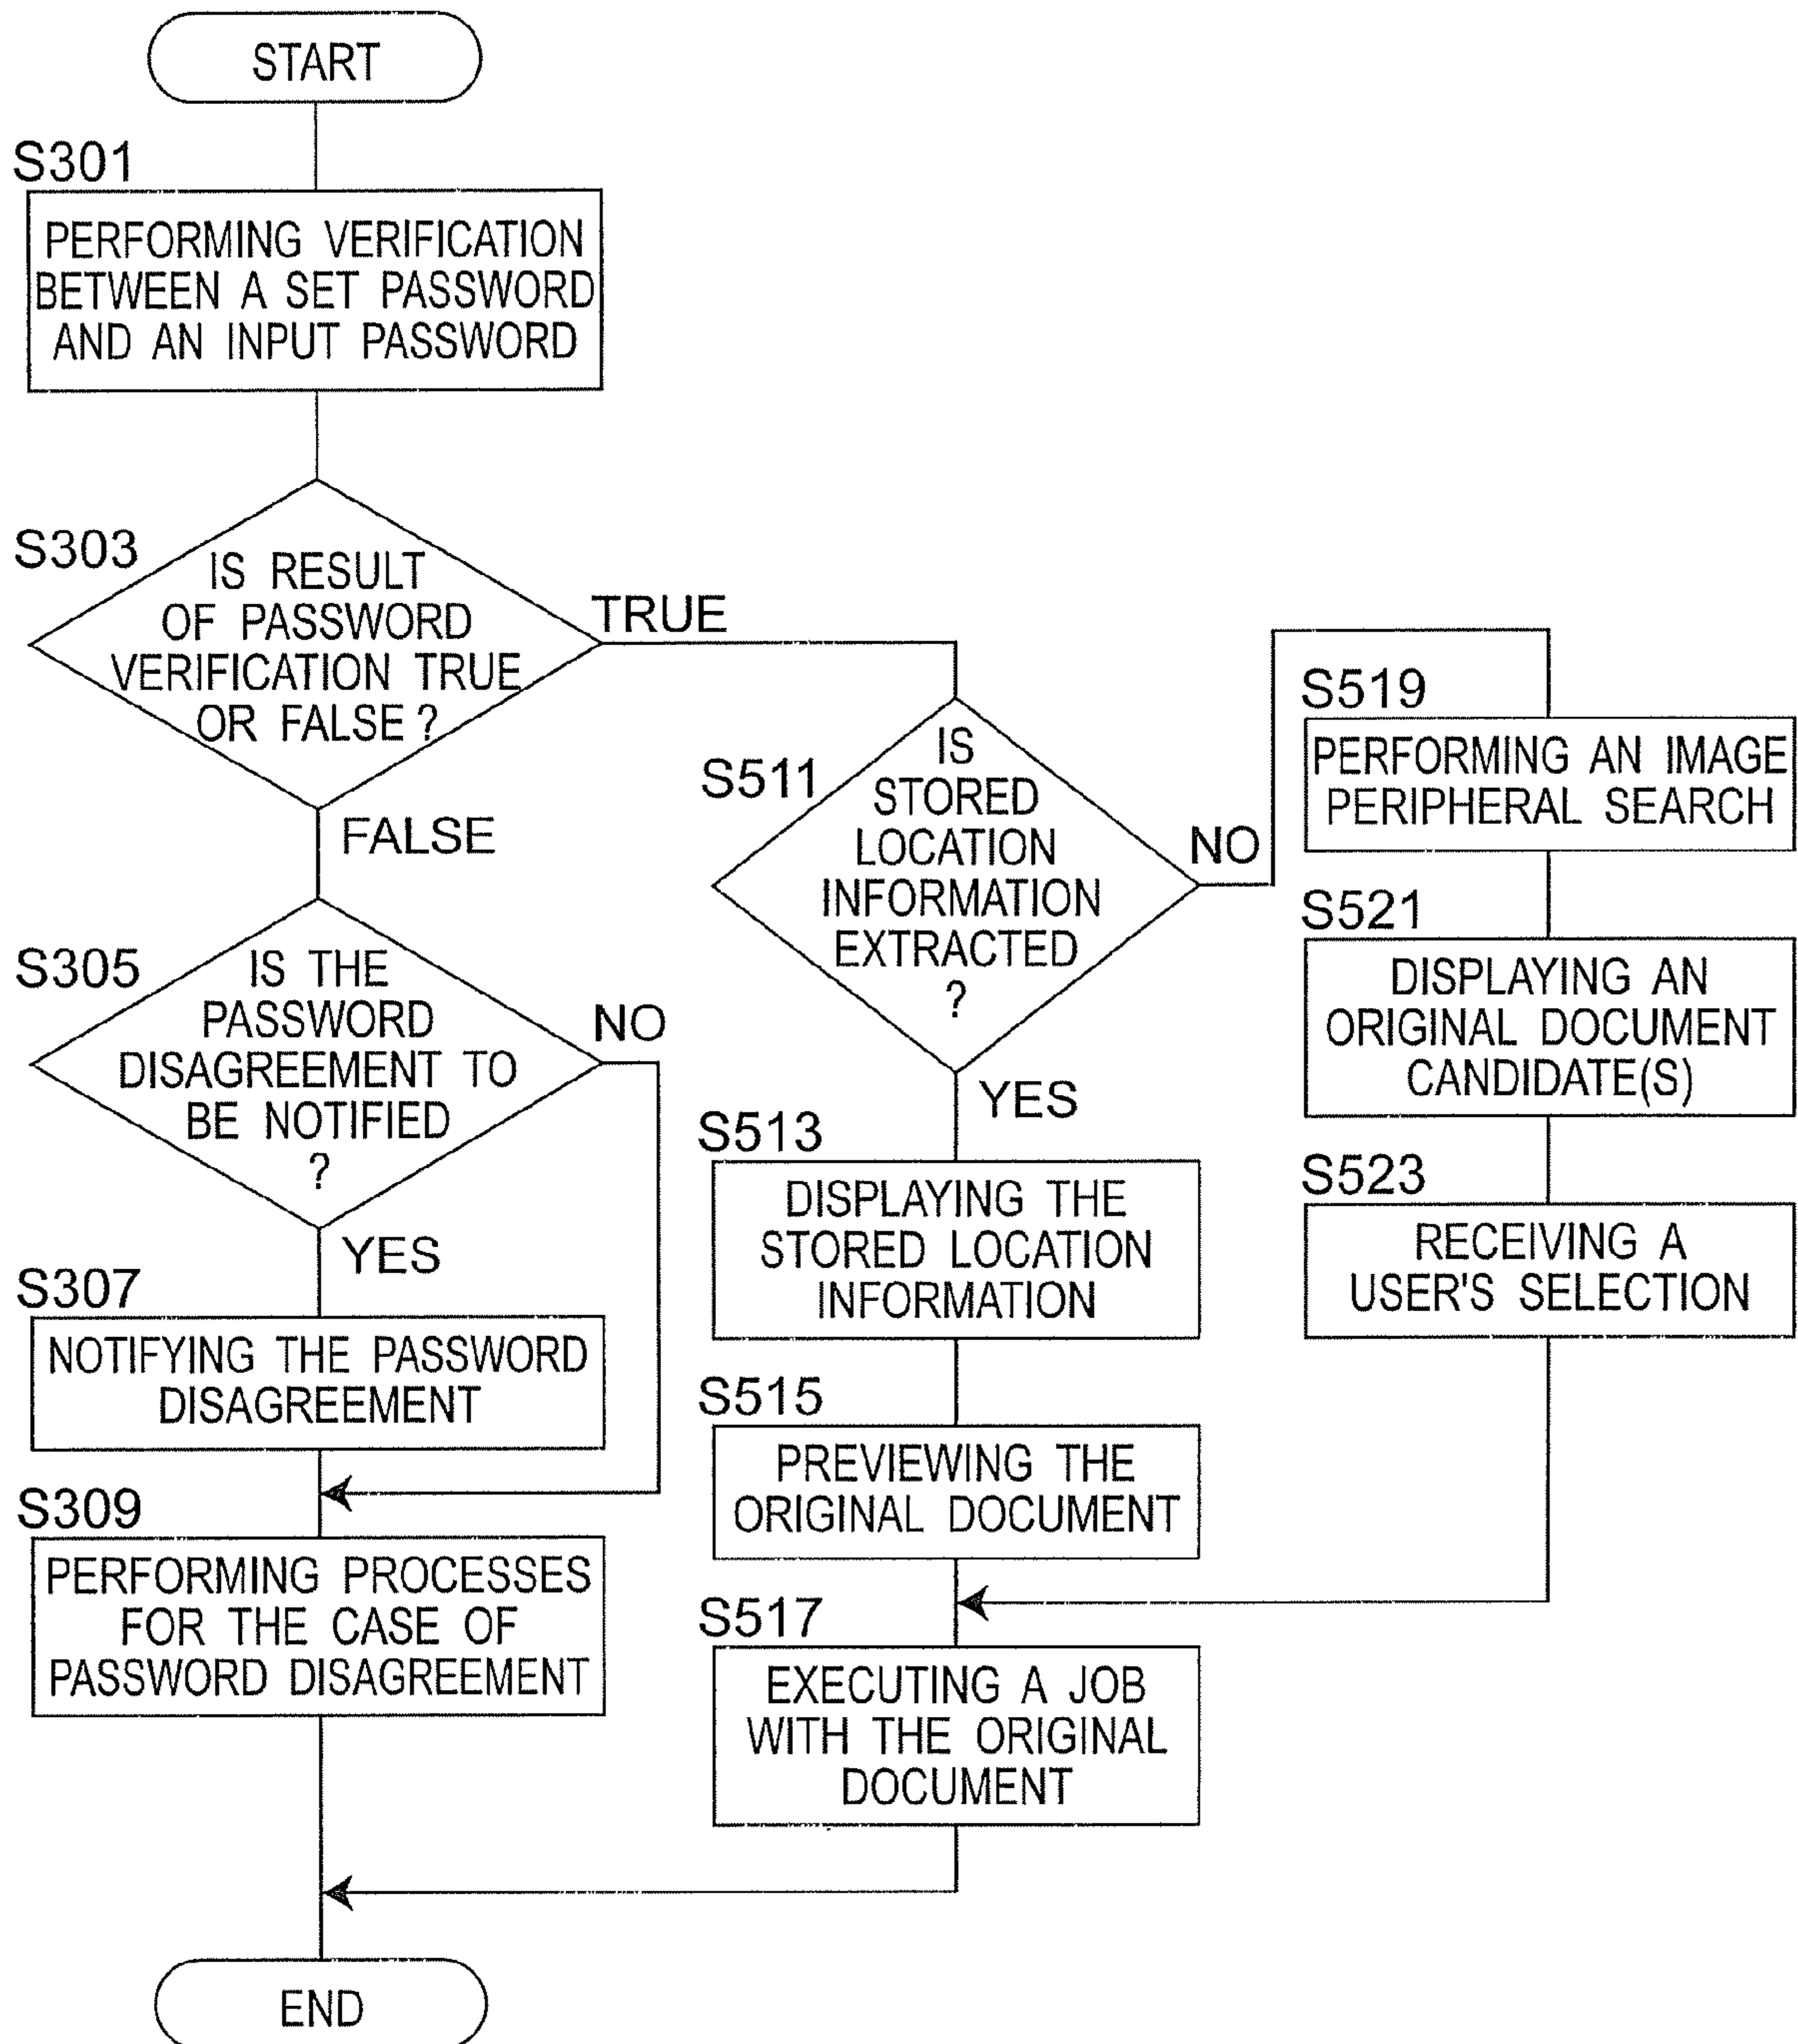 START
S301
PERFORMING VERIFICATION
BETWEEN A SET PASSWORD
AND AN INPUT PASSWORD
S303
IS RESULT
OF PASSWORD
VERIFICATION TRUE
OR FALSE ?
TRUE
FALSE
S305
IS THE
PASSWORD
DISAGREEMENT TO
BE NOTIFIED
?
NO
YES
S307
NOTIFYING THE PASSWORD
DISAGREEMENT
S309
PERFORMING PROCESSES
FOR THE CASE OF
PASSWORD DISAGREEMENT
S511
IS
STORED
LOCATION
INFORMATION
EXTRACTED
?
NO
YES
S513
DISPLAYING THE
STORED LOCATION
INFORMATION
S515
PREVIEWING THE
ORIGINAL DOCUMENT
S517
EXECUTING A JOB
WITH THE ORIGINAL
DOCUMENT
S519
PERFORMING AN IMAGE
PERIPHERAL SEARCH
S521
DISPLAYING AN
ORIGINAL DOCUMENT
CANDIDATE(S)
S523
RECEIVING A
USER'S SELECTION
END